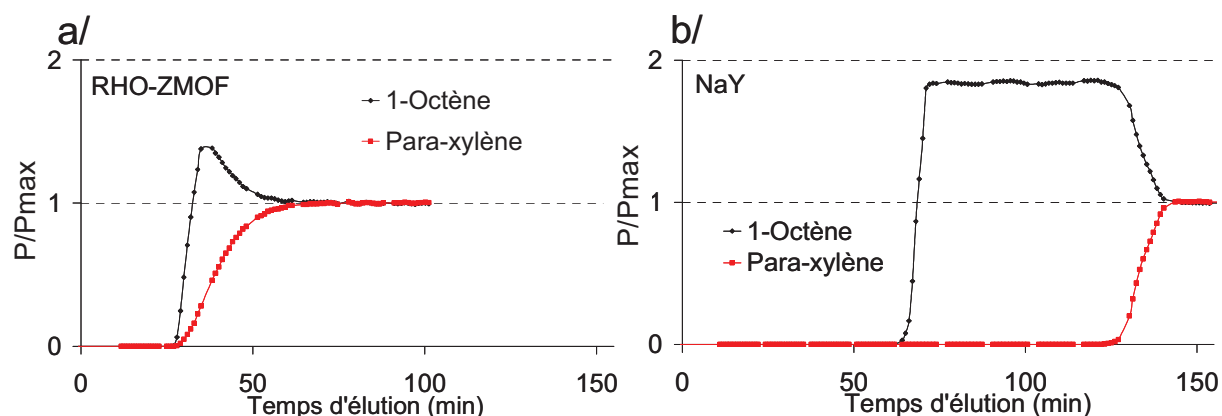 a/
2
RHO-ZMOF
1-Octène
Para-xylène
P/Pmax
1
0
0
50
100
150
Temps d'élution (min)
b/
2
NaY
P/Pmax
1
1-Octène
Para-xylène
0
0
50
100
150
Temps d'élution (min)